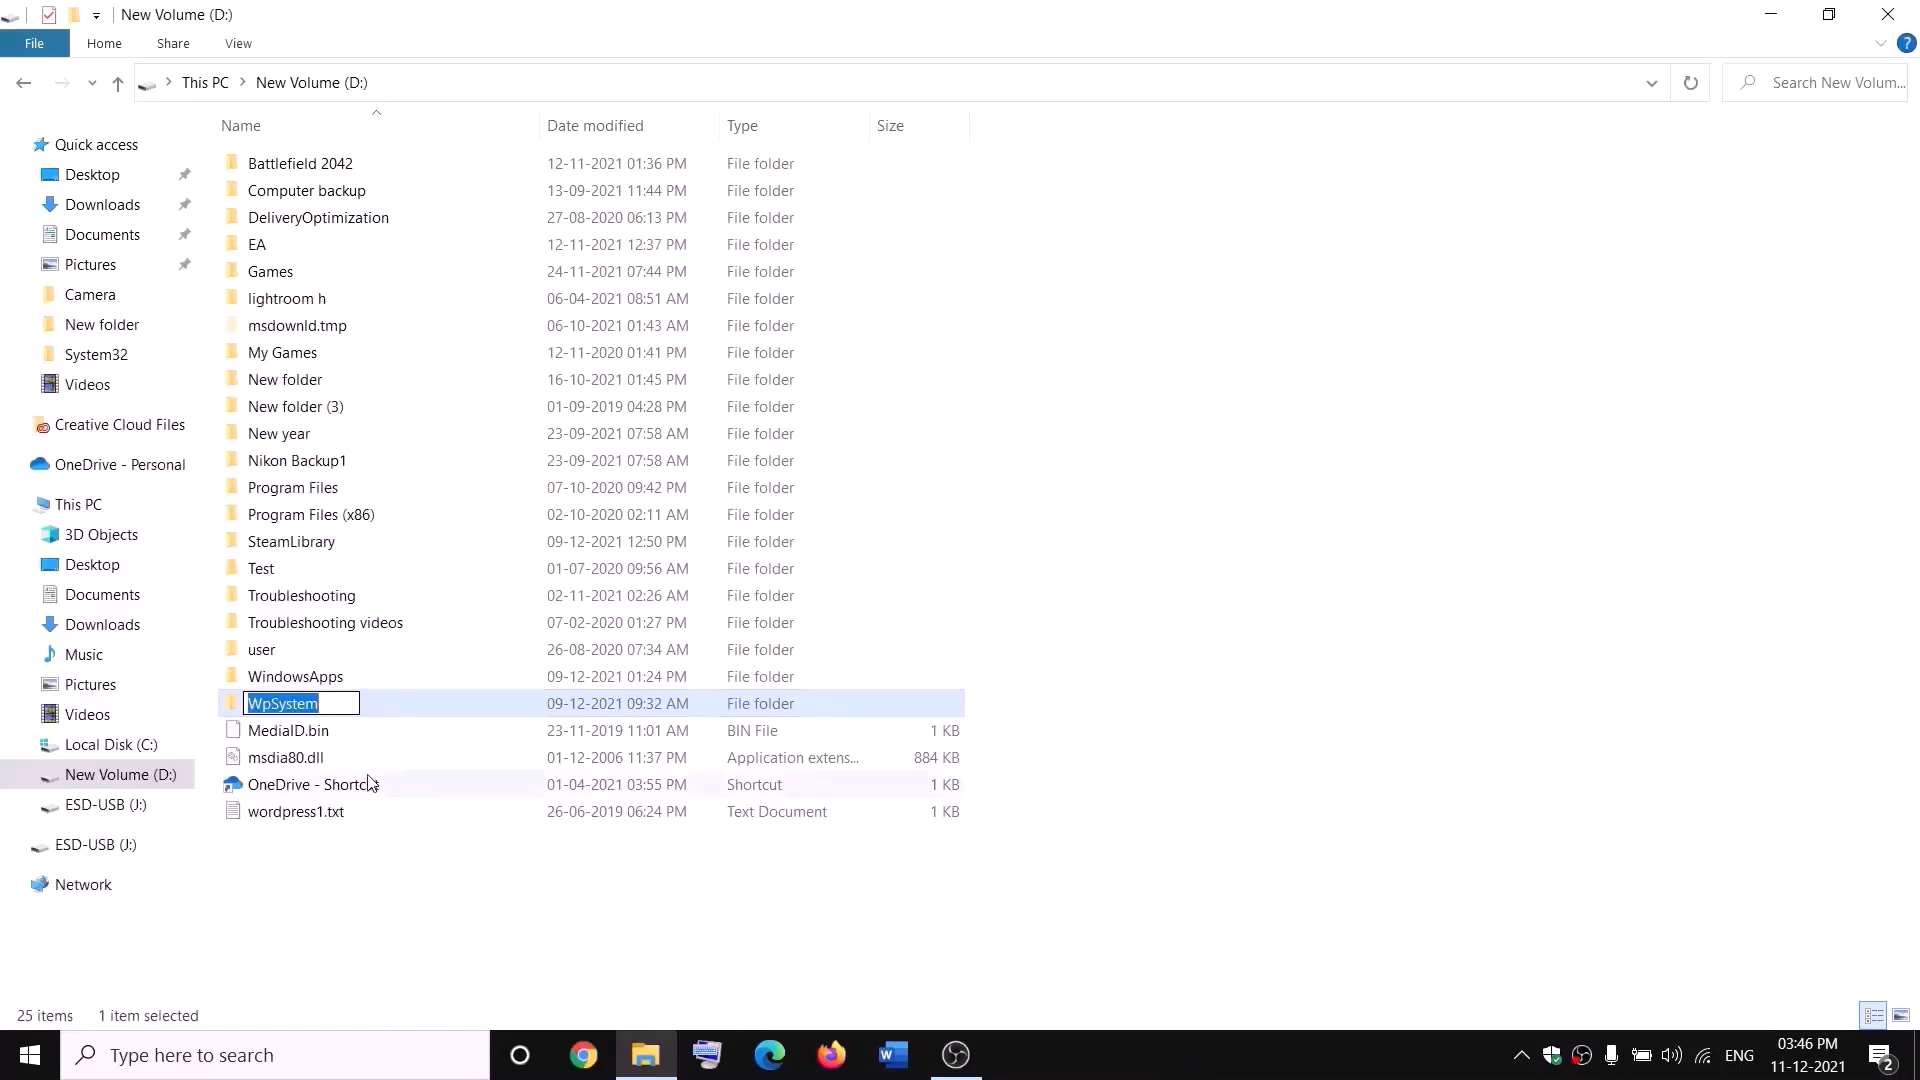 New Volume (D:)
File Home Share View
This PC New Volume (D:) Search New Volum...
Name Date modified Type Size
Quick access
Desktop
Downloads
Documents
Pictures
Camera
New folder
System32
Videos
Creative Cloud Files
OneDrive - Personal
This PC
3D Objects
Desktop
Documents
Downloads
Music
Pictures
Videos
Local Disk (C:)
New Volume (D:)
ESD-USB (J:)
ESD-USB (J:)
Network
Battlefield 2042 12-11-2021 01:36 PM File folder
Computer backup 13-09-2021 11:44 PM File folder
DeliveryOptimization 27-08-2020 06:13 PM File folder
EA 12-11-2021 12:37 PM File folder
Games 24-11-2021 07:44 PM File folder
lightroom h 06-04-2021 08:51 AM File folder
msdownld.tmp 06-10-2021 01:43 AM File folder
My Games 12-11-2020 01:41 PM File folder
New folder 16-10-2021 01:45 PM File folder
New folder (3) 01-09-2019 04:28 PM File folder
New year 23-09-2021 07:58 AM File folder
Nikon Backup1 23-09-2021 07:58 AM File folder
Program Files 07-10-2020 09:42 PM File folder
Program Files (x86) 02-10-2020 02:11 AM File folder
SteamLibrary 09-12-2021 12:50 PM File folder
Test 01-07-2020 09:56 AM File folder
Troubleshooting 02-11-2021 02:26 AM File folder
Troubleshooting videos 07-02-2020 01:27 PM File folder
user 26-08-2020 07:34 AM File folder
WindowsApps 09-12-2021 01:24 PM File folder
WpSystem 09-12-2021 09:32 AM File folder
MediaID.bin 23-11-2019 11:01 AM BIN File 1 KB
msdia80.dll 01-12-2006 11:37 PM Application extens... 884 KB
OneDrive - Shortcut 01-04-2021 03:55 PM Shortcut 1 KB
wordpress1.txt 26-06-2019 06:24 PM Text Document 1 KB
25 items 1 item selected
Type here to search
ENG
03:46 PM
11-12-2021
2